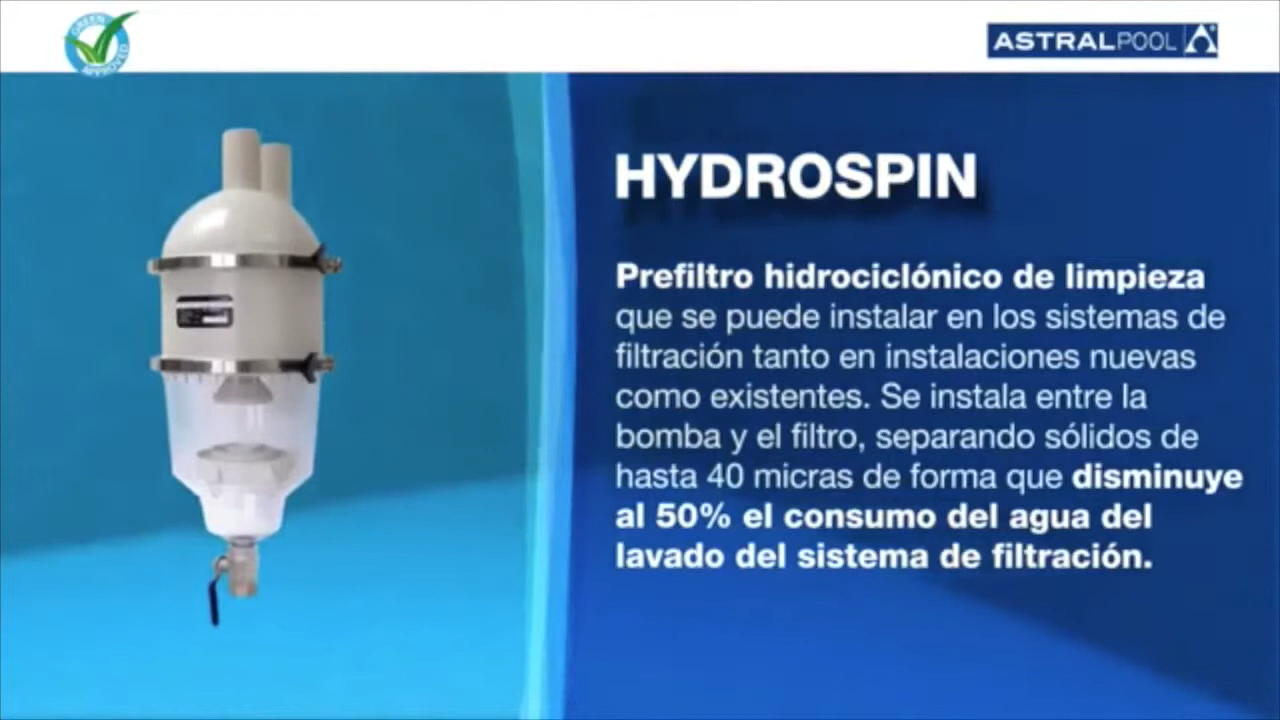 GREEN
APPROVED
ASTRALPOOL
HYDROSPIN
Prefiltro hidrociclónico de limpieza
que se puede instalar en los sistemas de
filtración tanto en instalaciones nuevas
como existentes. Se instala entre la
bomba y el filtro, separando sólidos de
hasta 40 micras de forma que disminuye
al 50% el consumo del agua del
lavado del sistema de filtración.